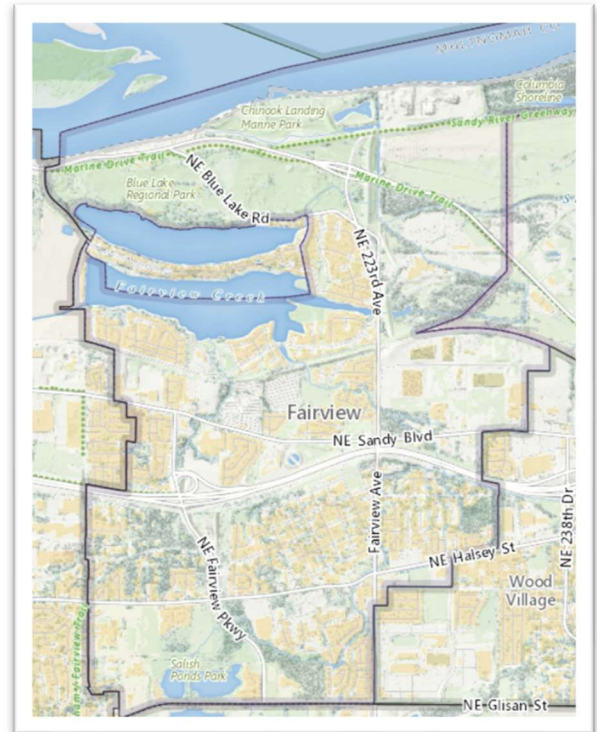 MULTNOMAH CO
Columbia
Shoreline
Chinook Landing
Marine Park
Sandy River Greenway
Marine Drive Trail
NE Blue Lake Rd
Marine Drive Trail
Blue Lake
Regional Park
NE 223rd Ave
Fairview Creek
Fairview
NE Sandy Blvd
Fairview Ave
NE 238th Dr
NE Halsey St
NE Fairview Pkwy
Wood
Village
Salish
Ponds Park
Fairview Trail
NE Glisan St